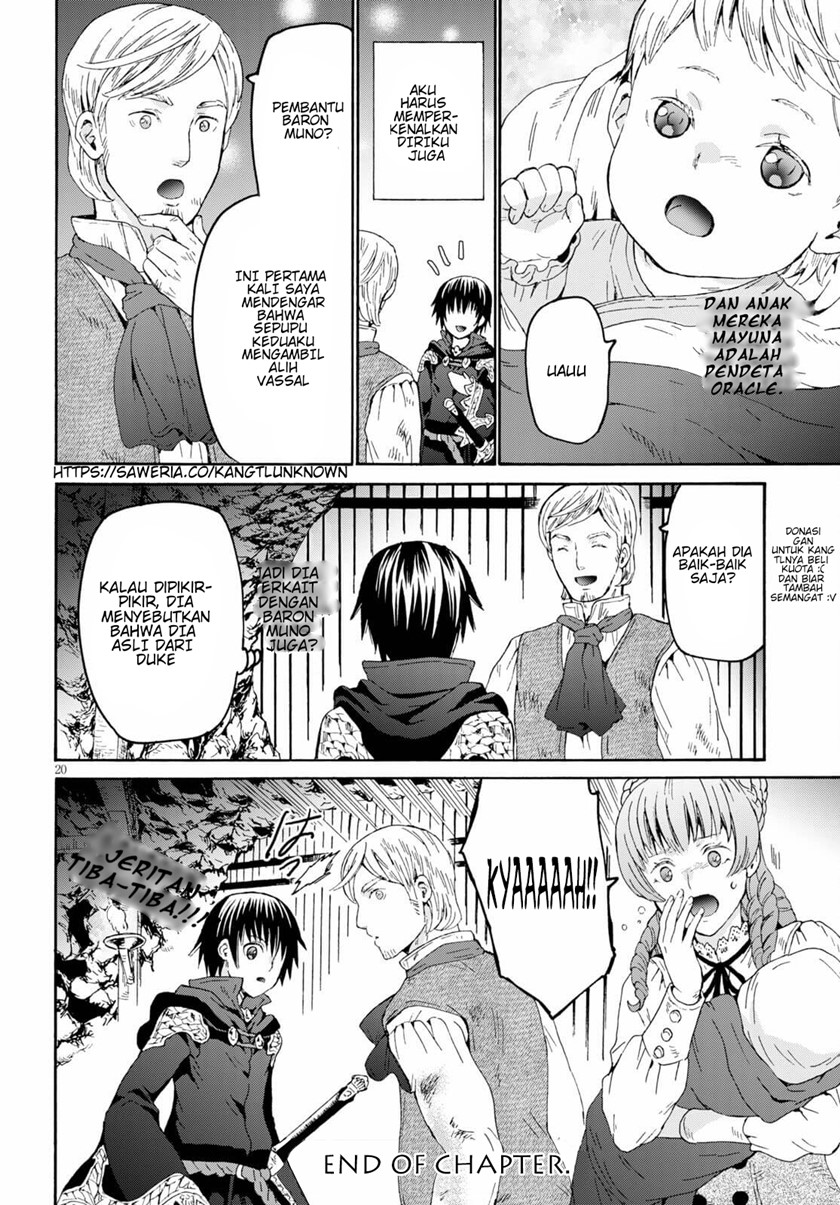 DAN ANAK
MEREKA
MAYUNA
ADALAH
PENDETA
ORACLE.
UAUU
AKU
HARUS
MEMPER-
KENALKAN
DIRIKU
JUGA
PEMBANTU
BARON
MUNO?
INI PERTAMA
KALI SAYA
MENDENGAR
BAHWA
SEPUPU
KEDUAKU
MENGAMBIL
ALIH
VASSAL
HTTPS://SAWERIA.CO/KANGTLUNKNOWN
DONASI
GAN
UNTUK KANG
TLNYA BELI
KUOTA :C
DAN BIAR
TAMBAH
SEMANGAT :V
APAKAH DIA
BAIK-BAIK
SAJA?
JADI DIA
TERKAIT
DENGAN
BARON
MUNO
JUGA?
KALAU DIPIKIR-
PIKIR, DIA
MENYEBUTKAN
BAHWA DIA
ASLI DARI
DUKE
20
KYAAAAAAH!!
はっ
JERITAN
TIBA-TIBA!!!
END OF CHAPTER.